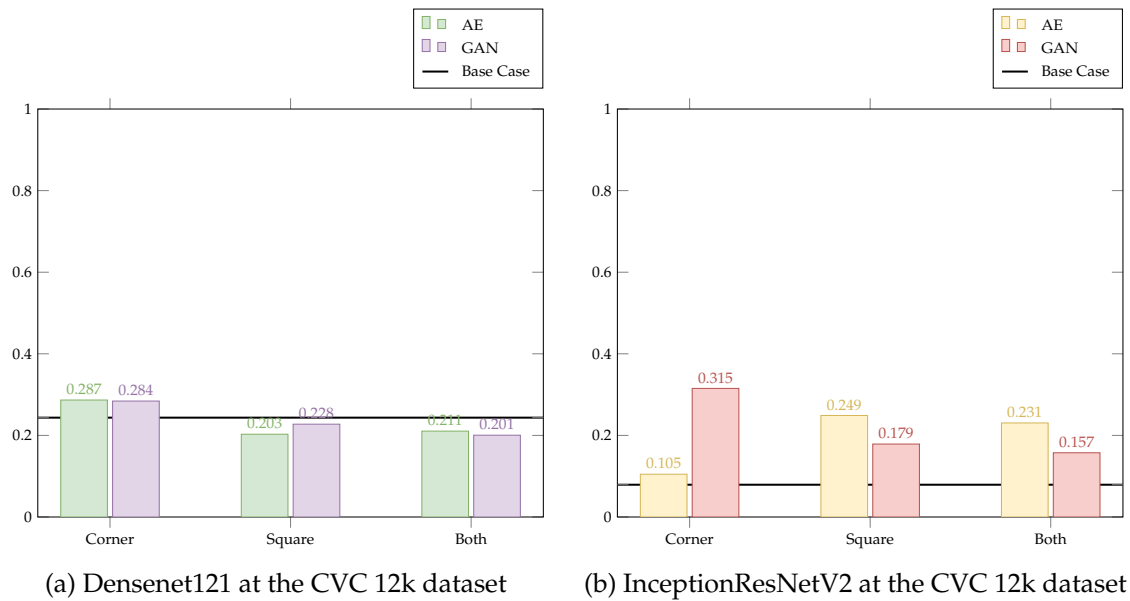 AE
GAN
Base Case
1
0.8
0.6
0.4
0.2
0
0.287
0.284
0.203
0.228
0.211
0.201
Corner
Square
Both
(a) Densenet121 at the CVC 12k dataset
AE
GAN
Base Case
1
0.8
0.6
0.4
0.2
0
0.105
0.315
0.249
0.179
0.231
0.157
Corner
Square
Both
(b) InceptionResNetV2 at the CVC 12k dataset